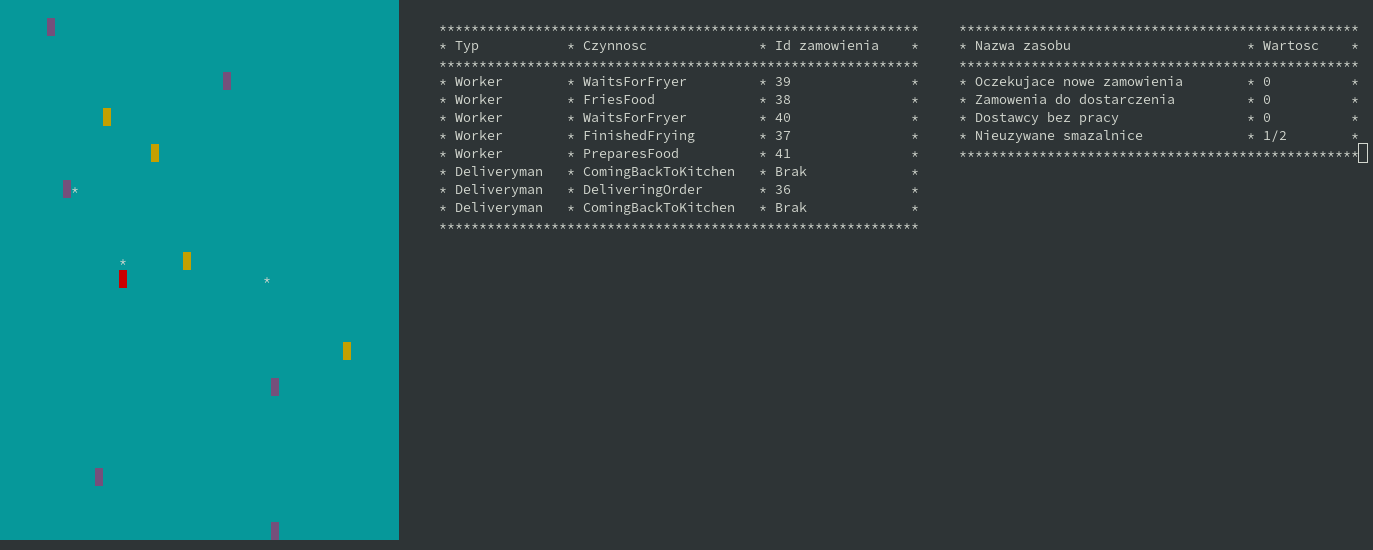 ************************************************************
* Typ * Czynnosc * Id zamowienia *
************************************************************
* Worker * WaitsForFryer * 39 *
* Worker * FriesFood * 38 *
* Worker * WaitsForFryer * 40 *
* Worker * FinishedFrying * 37 *
* Worker * PreparesFood * 41 *
* Deliveryman * ComingBackToKitchen * Brak *
* Deliveryman * DeliveringOrder * 36 *
* Deliveryman * ComingBackToKitchen * Brak *
************************************************************
**************************************************
* Nazwa zasobu * Wartosc *
**************************************************
* Oczekujace nowe zamowienia * 0 *
* Zamowenia do dostarczenia * 0 *
* Dostawcy bez pracy * 0 *
* Nieuzywane smazalnice * 1/2 *
**************************************************
*
*
*